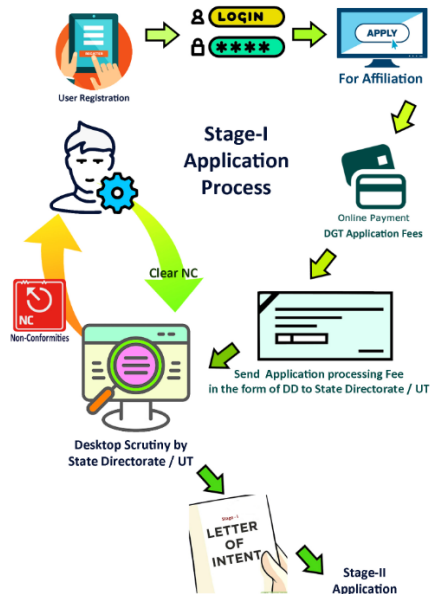 LOGIN
****
APPLY
REGISTER
User Registration
For Affiliation
Stage-I
Application
Process
Online Payment
DGT Application Fees
Clear NC
NC
Non-Conformities
Send Application processing Fee
in the form of DD to State Directorate / UT
Desktop Scrutiny by
State Directorate / UT
Stage - I
LETTER
OF
INTENT
Stage-II
Application